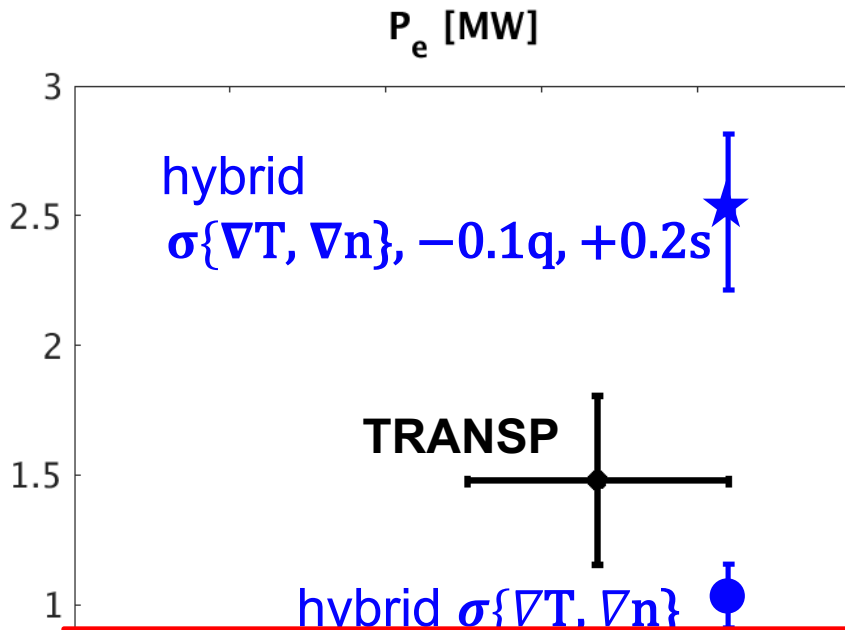 P_e [MW]
3
hybrid
2.5
σ{∇T, ∇n}, −0.1q, +0.2s
2
TRANSP
1.5
hybrid σ{∇T, ∇n}
1